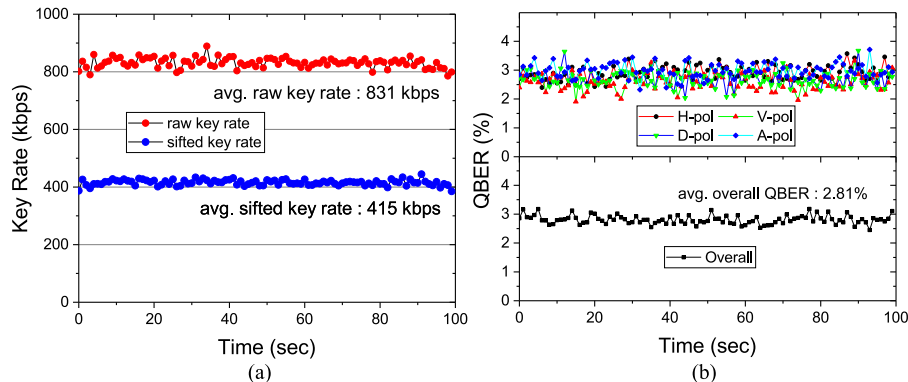 (a)
1000
800
600
400
200
0
Key Rate (kbps)
avg. raw key rate : 831 kbps
raw key rate
sifted key rate
avg. sifted key rate : 415 kbps
0 20 40 60 80 100
Time (sec)
(a)
(b)
5
4
3
2
1
0
H-pol V-pol
D-pol A-pol
QBER (%)
5
4
3
2
1
0
avg. overall QBER : 2.81%
Overall
0 20 40 60 80 100
Time (sec)
(b)